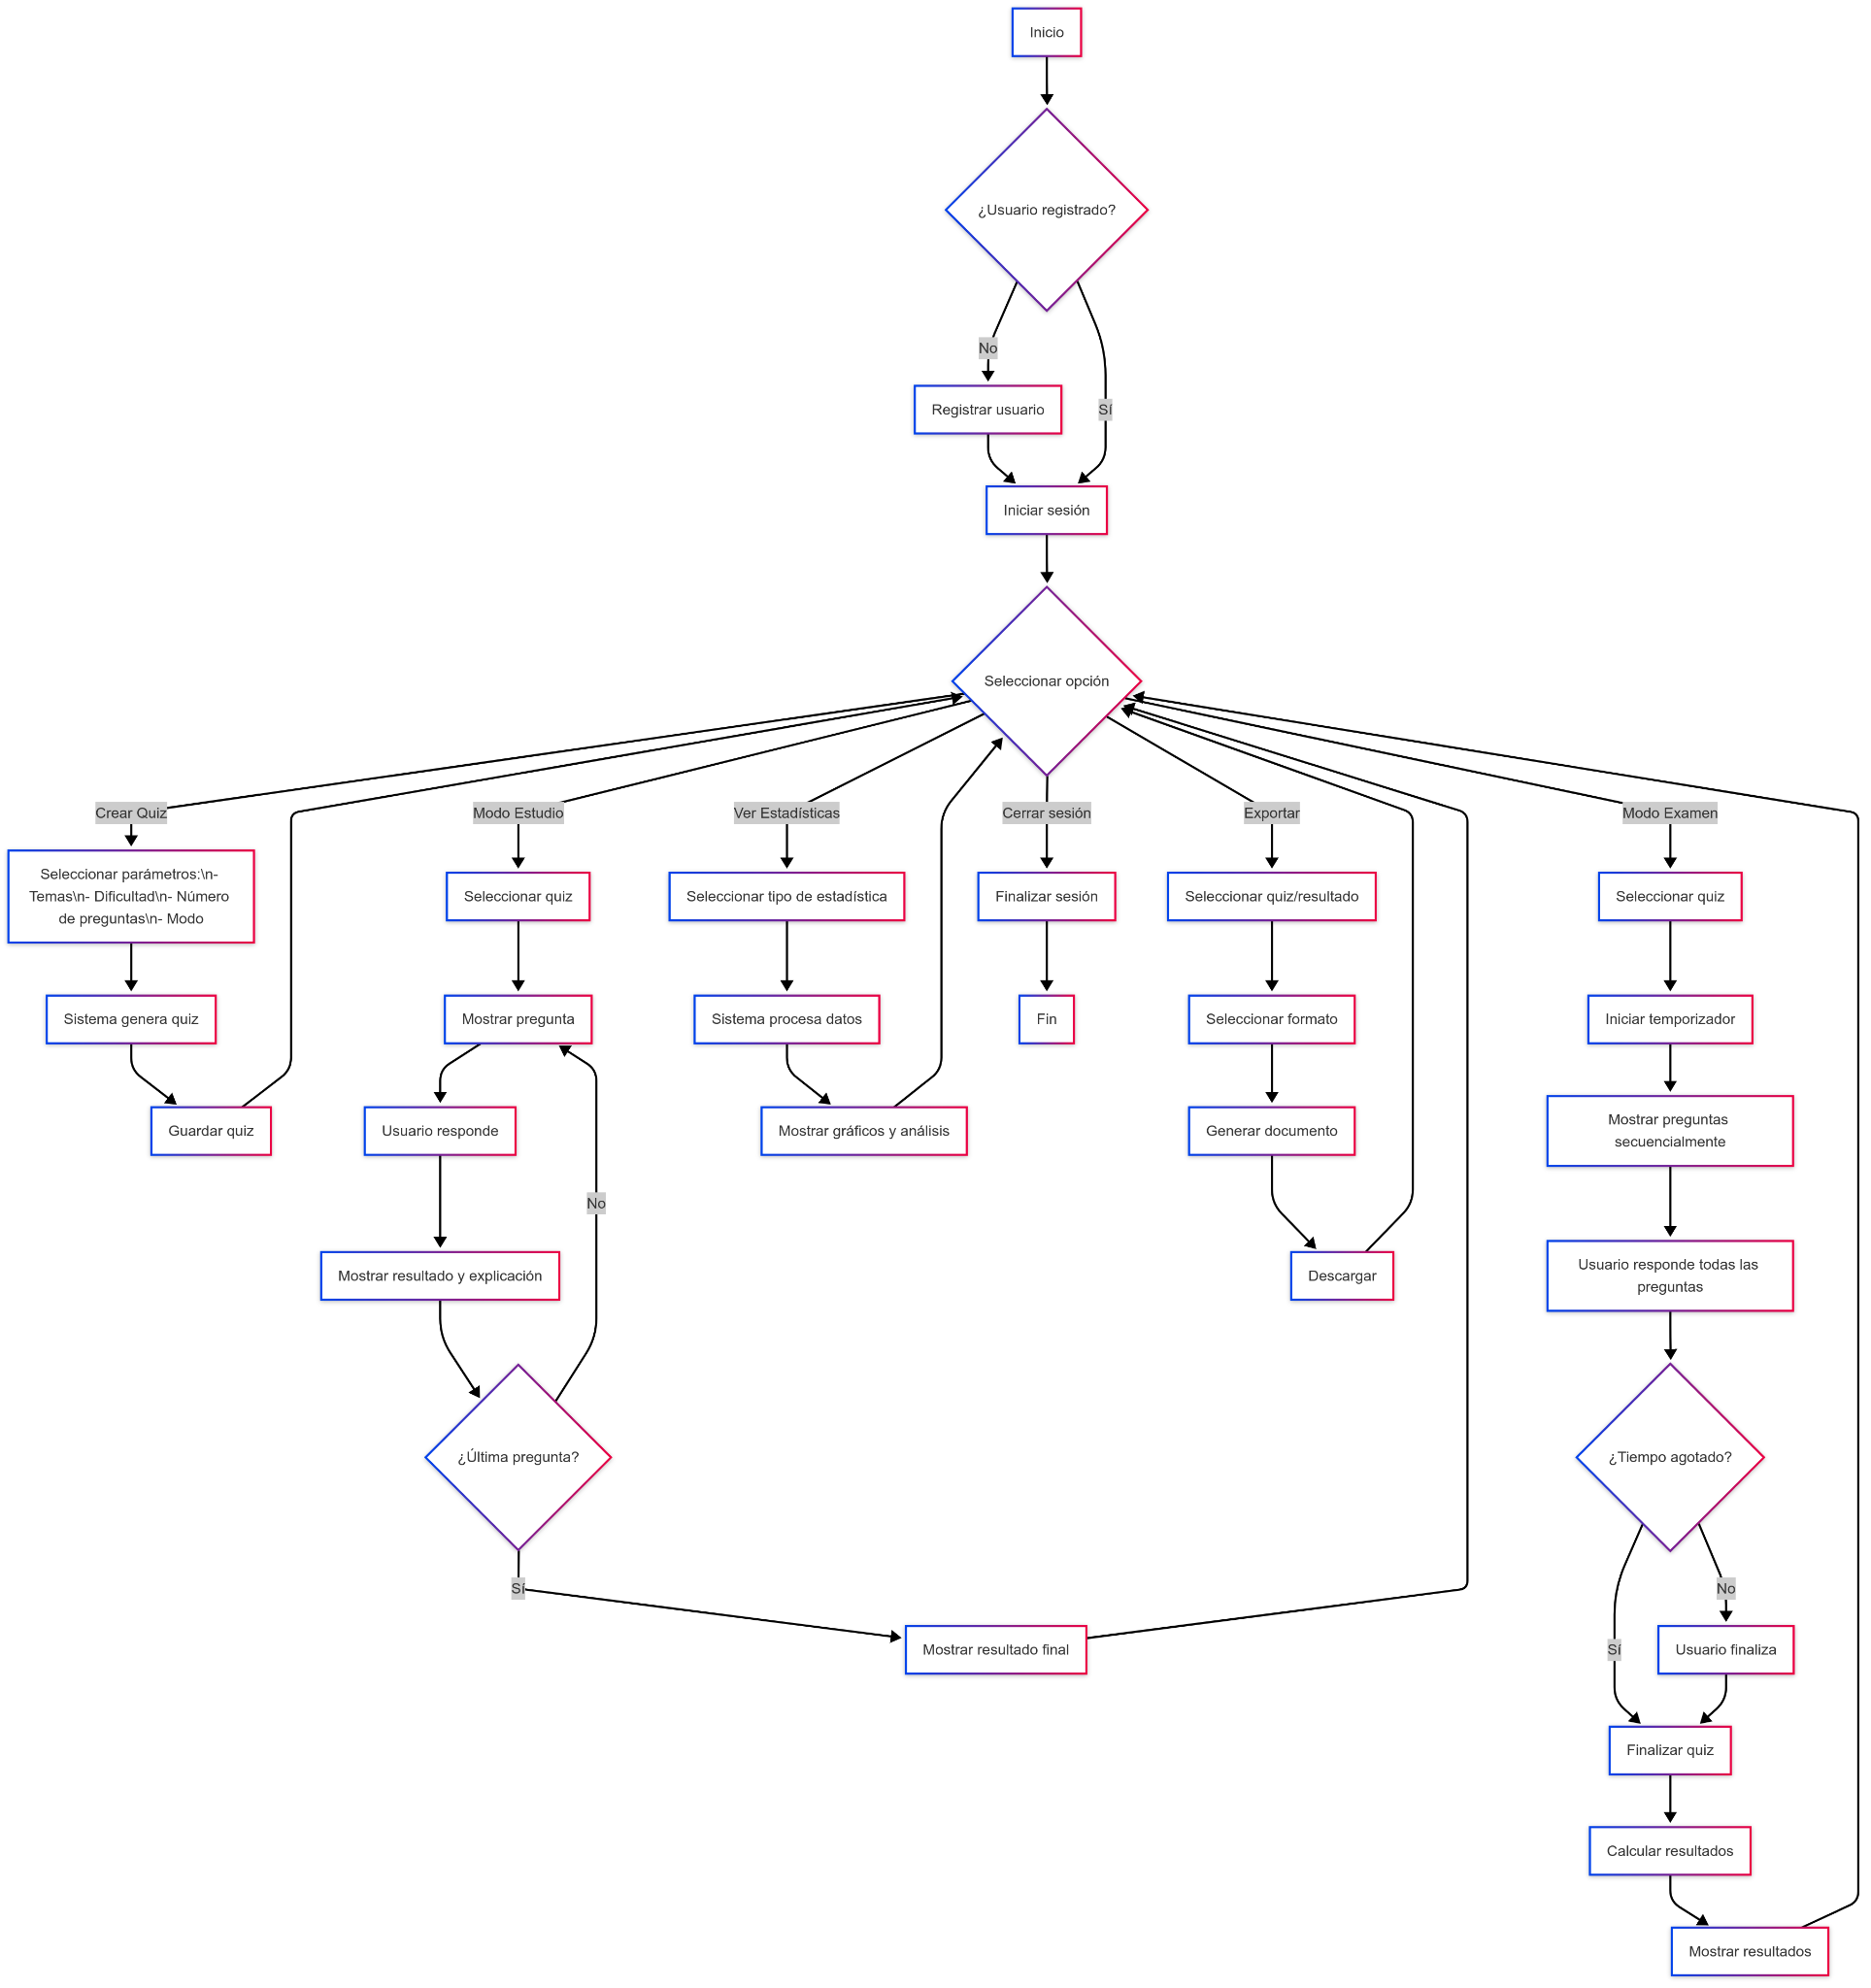 Inicio
¿Usuario registrado?
No
Registrar usuario
Sí
Iniciar sesión
Seleccionar opción
Crear Quiz
Modo Estudio
Ver Estadísticas
Cerrar sesión
Exportar
Modo Examen
Seleccionar parámetros:\n-
Temas\n- Dificultad\n- Número
de preguntas\n- Modo
Seleccionar quiz
Seleccionar tipo de estadística
Finalizar sesión
Seleccionar quiz/resultado
Seleccionar quiz
Sistema genera quiz
Mostrar pregunta
Sistema procesa datos
Fin
Seleccionar formato
Iniciar temporizador
Guardar quiz
Usuario responde
Mostrar gráficos y análisis
Generar documento
Mostrar preguntas
secuencialmente
No
Mostrar resultado y explicación
Descargar
Usuario responde todas las
preguntas
¿Última pregunta?
¿Tiempo agotado?
Sí
No
Mostrar resultado final
Sí
Usuario finaliza
Finalizar quiz
Calcular resultados
Mostrar resultados